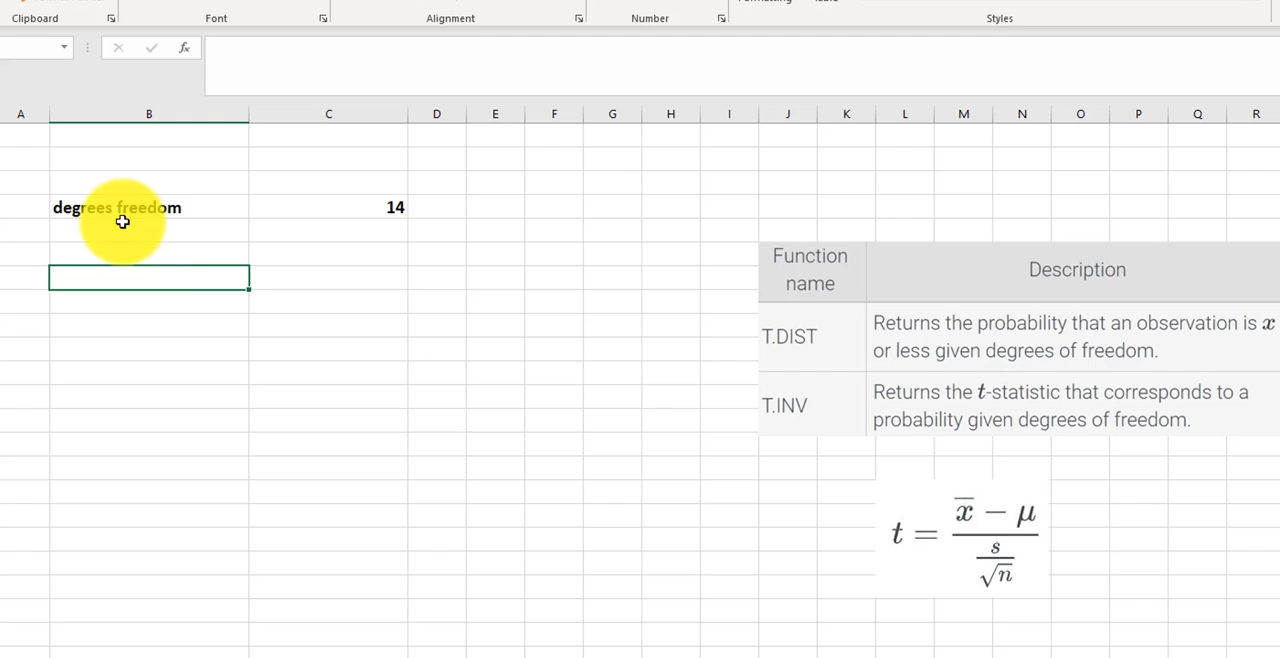 Clipboard Font Alignment Number Styles
fx
A B C D E F G H I J K L M N O P Q R
degrees freedom 14
Function name Description
T.DIST Returns the probability that an observation is x
or less given degrees of freedom.
T.INV Returns the t-statistic that corresponds to a
probability given degrees of freedom.
t = (x̅ − μ) / (s / √n)